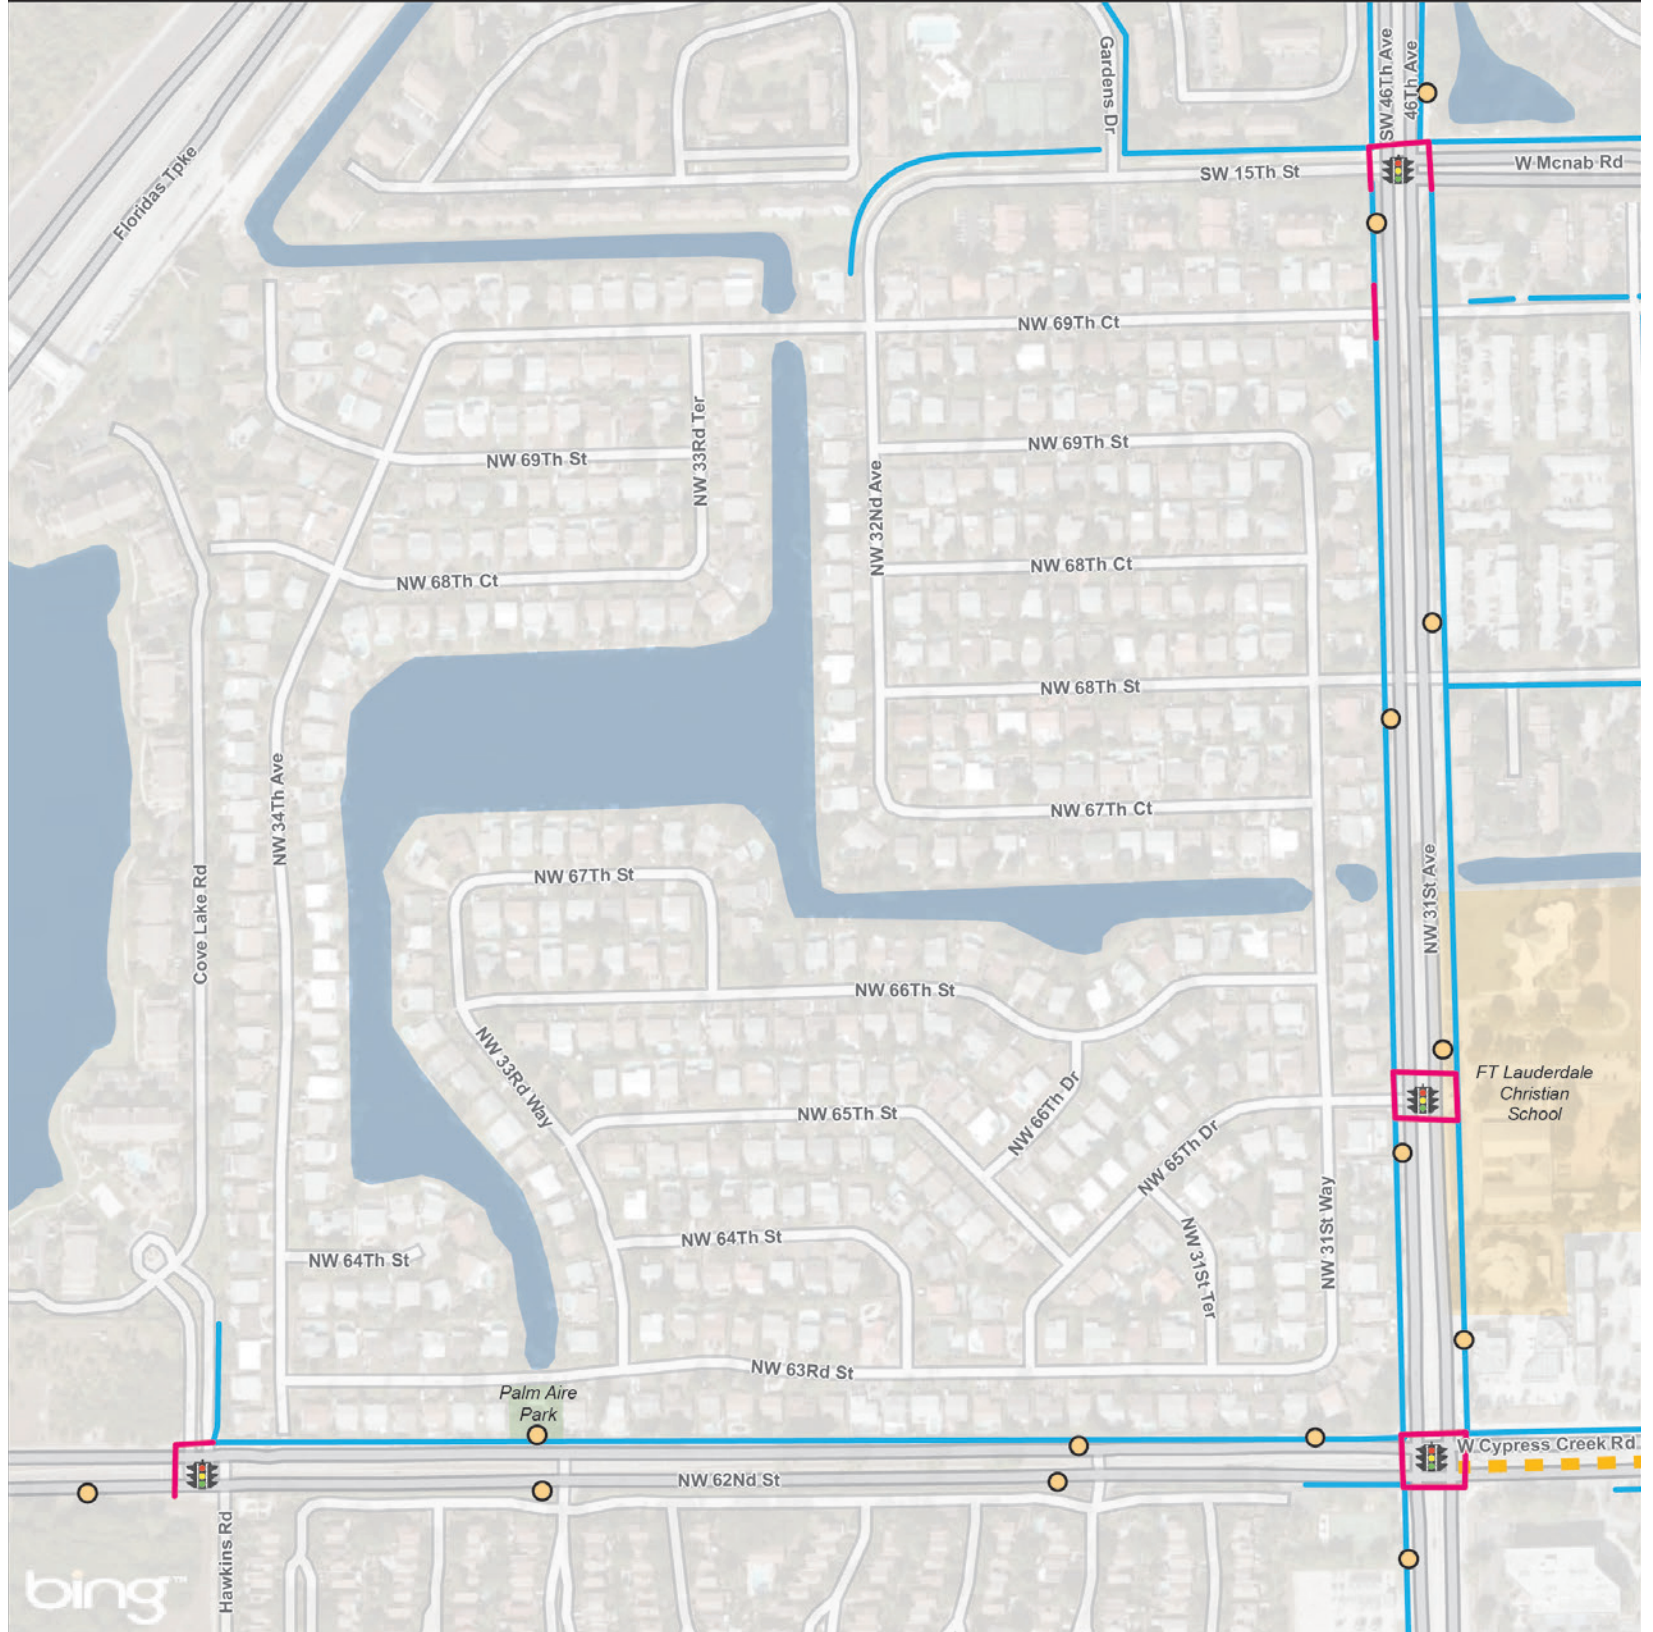 SW 46Th Ave
46Th Ave
Gardens Dr
W Mcnab Rd
SW 15Th St
Floridas Tpke
NW 69Th Ct
NW 33Rd Ter
NW 69Th St
NW 69Th St
NW 32Nd Ave
NW 68Th Ct
NW 68Th Ct
NW 68Th St
NW 34Th Ave
NW 67Th Ct
NW 31St Ave
NW 67Th St
Cove Lake Rd
NW 66Th St
NW 33Rd Way
FT Lauderdale
Christian
School
NW 66Th Dr
NW 65Th St
NW 65Th Dr
NW 31St Way
NW 64Th St
NW 64Th St
NW 31St Ter
NW 63Rd St
Palm Aire
Park
W Cypress Creek Rd
NW 62Nd St
Hawkins Rd
bing™